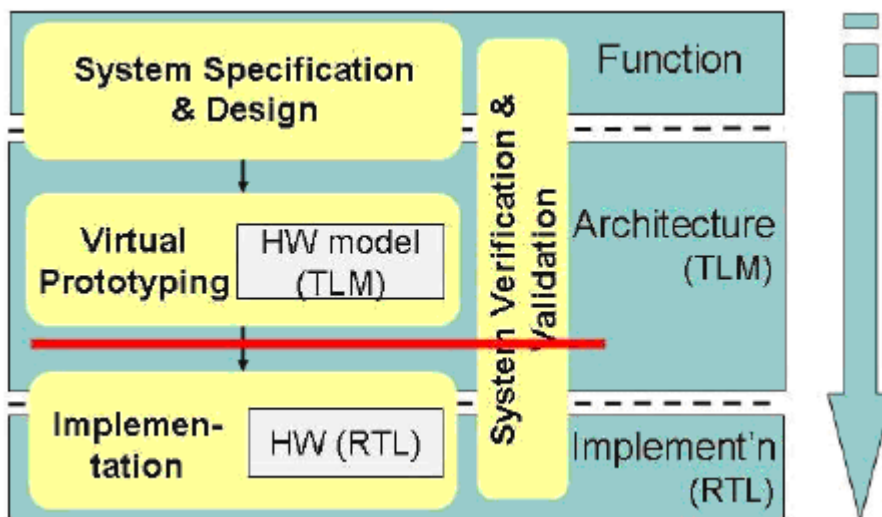 System Specification
& Design
Function
System Verification &
Validation
Virtual
Prototyping
HW model
(TLM)
Architecture
(TLM)
Implemen-
tation
HW (RTL)
Implement'n
(RTL)